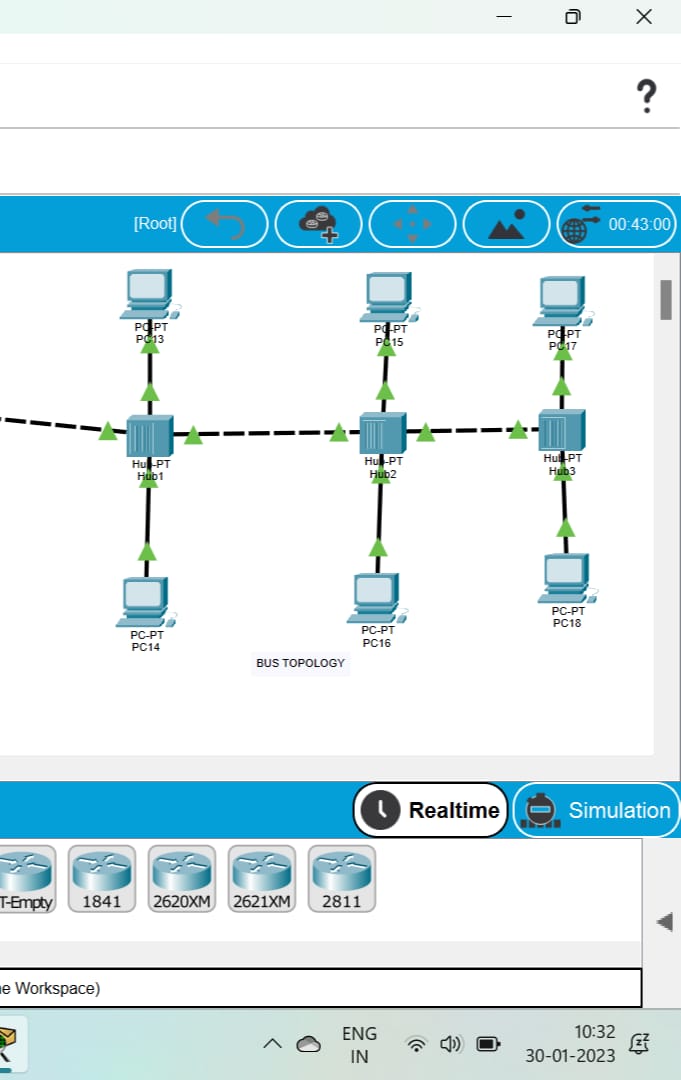 [Root]
00:43:00
PC-PT
PC13
PC-PT
PC15
PC-PT
PC17
Hub-PT
Hub1
Hub-PT
Hub2
Hub-PT
Hub3
PC-PT
PC14
PC-PT
PC16
PC-PT
PC18
BUS TOPOLOGY
Realtime
Simulation
T-Empty
1841
2620XM
2621XM
2811
e Workspace)
ENG
IN
10:32
30-01-2023